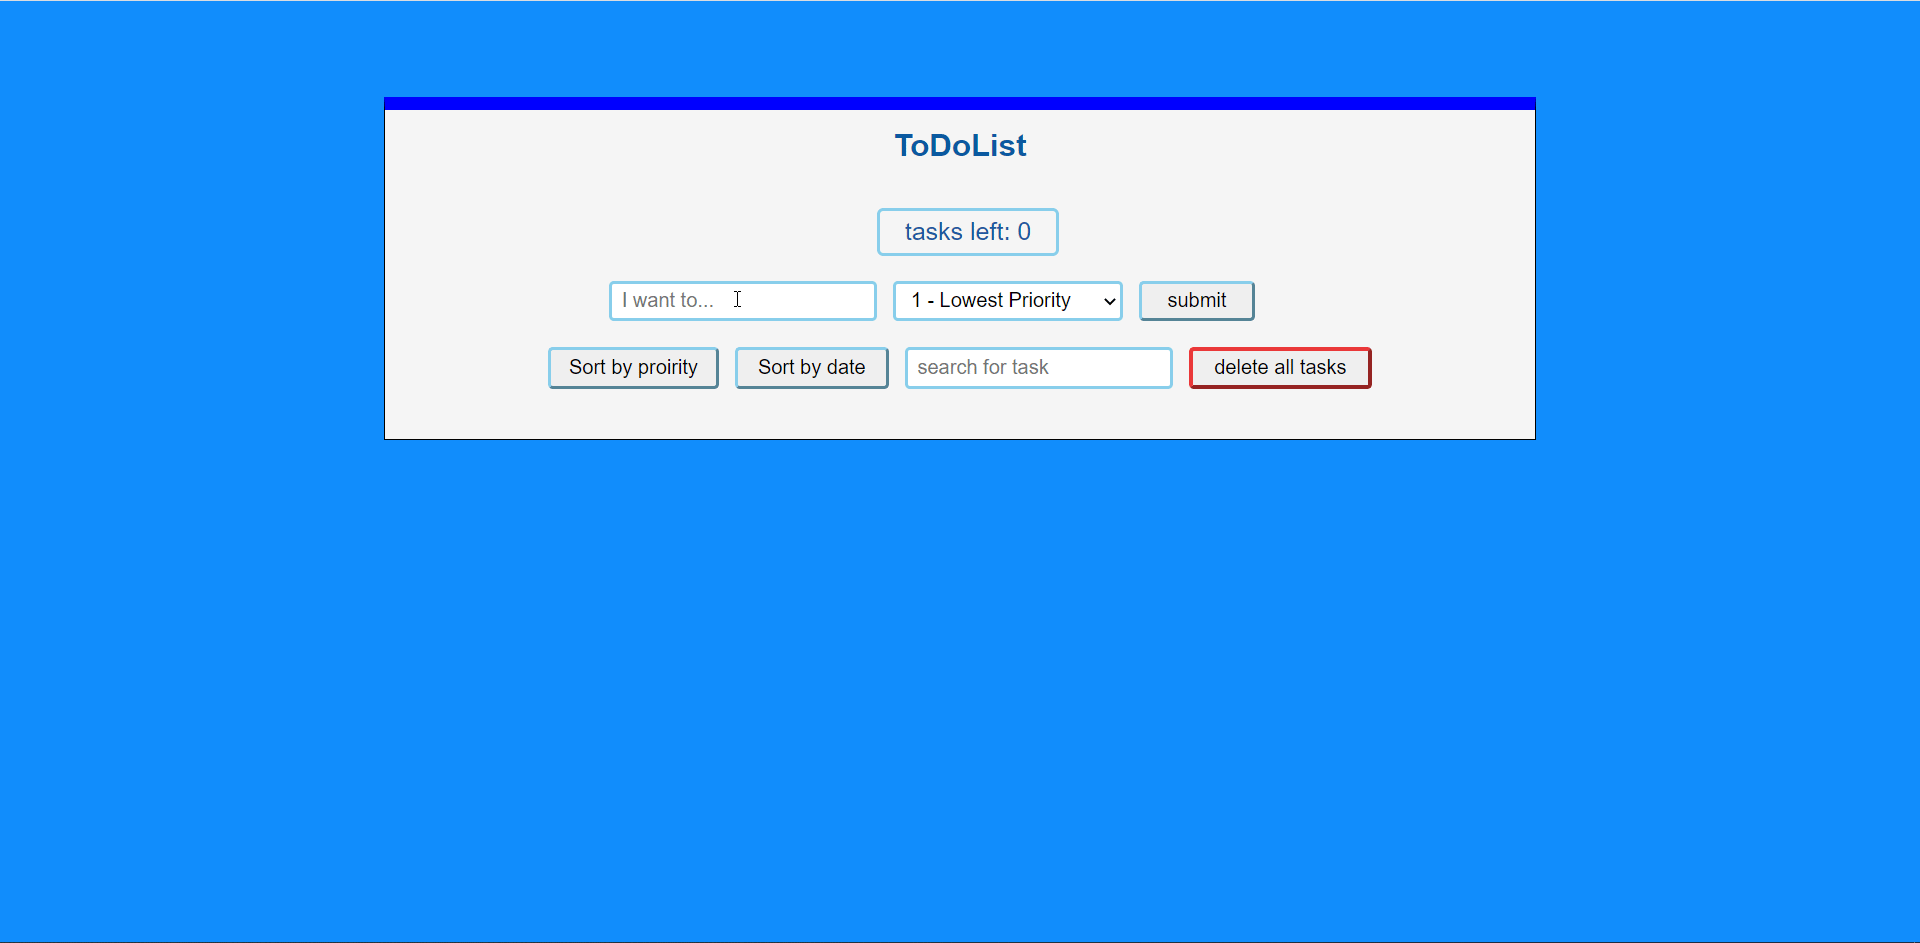 ToDoList
tasks left: 0
I want to... 1 - Lowest Priority submit
Sort by proirity Sort by date search for task delete all tasks